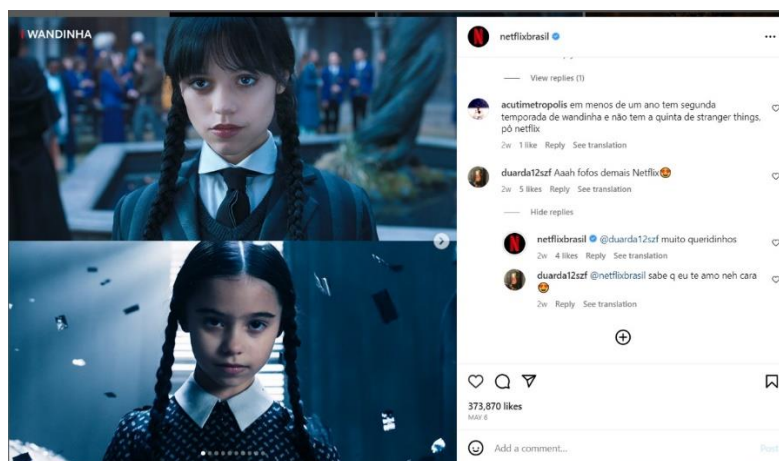 WANDINHA
netflixbrasil
View replies (1)
acutimetropolis em menos de um ano tem segunda
temporada de wandinha e não tem a quinta de stranger things,
pô netflix
2w 1 like Reply See translation
duarda12szf Aaah fofos demais Netflix🥰
2w 5 likes Reply See translation
Hide replies
netflixbrasil @duarda12szf muito queridinhos
2w 4 likes Reply See translation
duarda12szf @netflixbrasil sabe q eu te amo neh cara
🥰
2w Reply See translation
373,870 likes
MAY 6
Add a comment...
Post